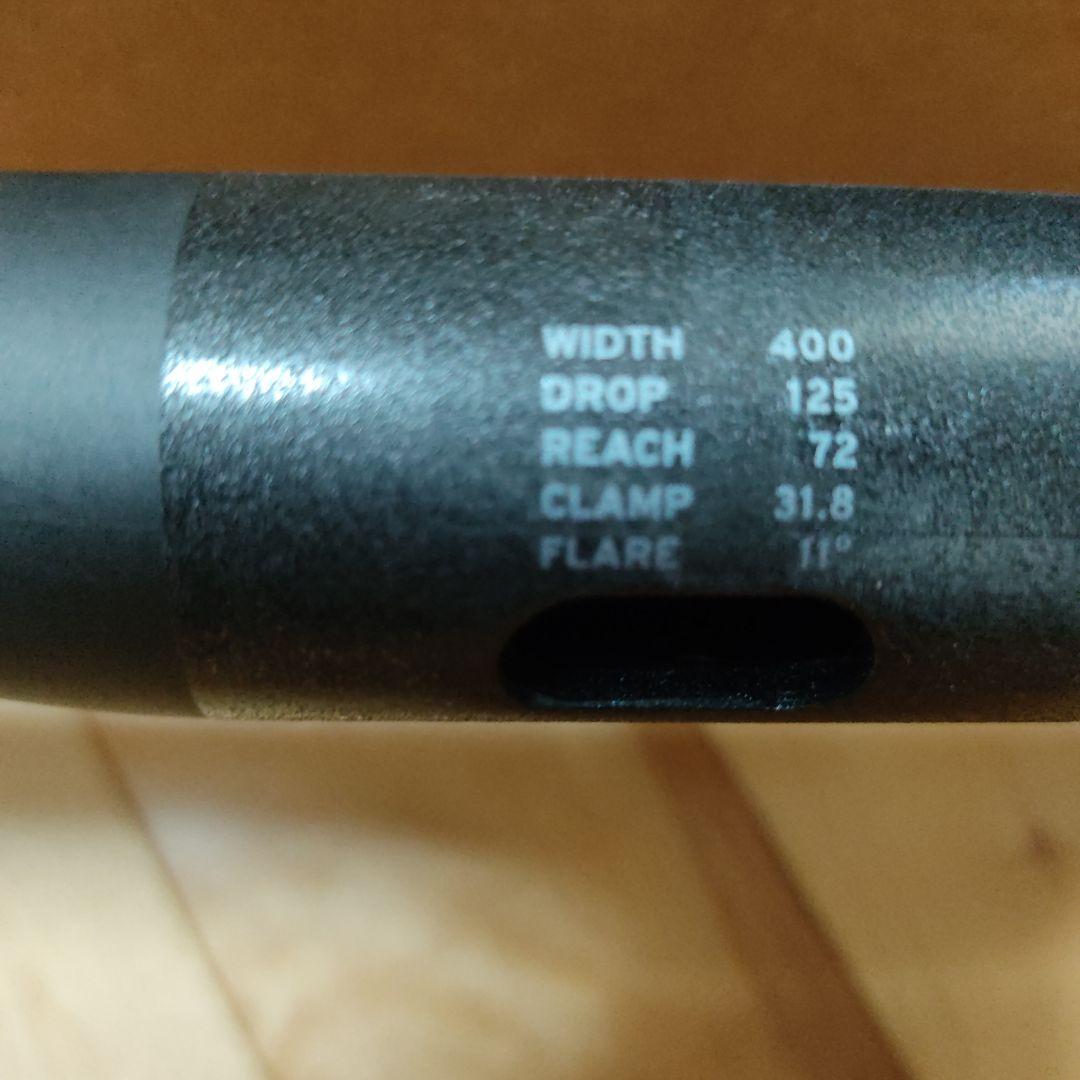 WIDTH 400
DROP 125
REACH 72
CLAMP 31.8
FLARE 11°